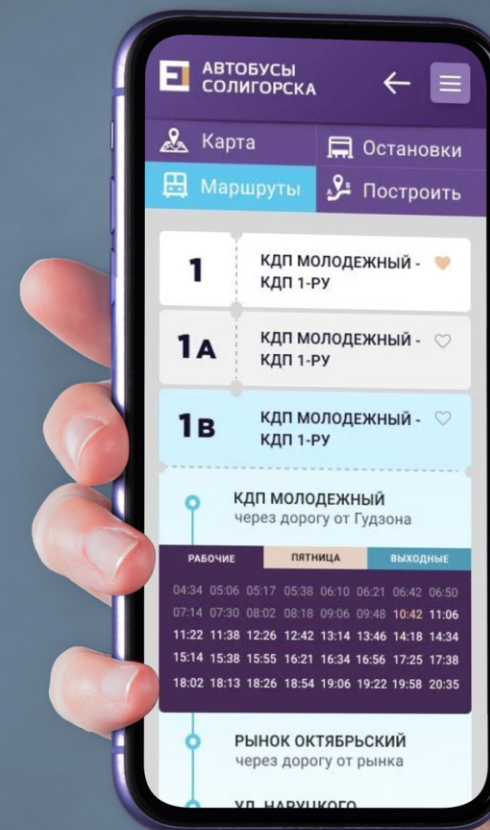 АВТОБУСЫ
СОЛИГОРСКА
Карта
Остановки
Маршруты
Построить
1
КДП МОЛОДЕЖНЫЙ -
КДП 1-РУ
1А
КДП МОЛОДЕЖНЫЙ -
КДП 1-РУ
1В
КДП МОЛОДЕЖНЫЙ -
КДП 1-РУ
КДП МОЛОДЕЖНЫЙ
через дорогу от Гудзона
РАБОЧИЕ ПЯТНИЦА ВЫХОДНЫЕ
04:34 05:06 05:17 05:38 06:10 06:21 06:42 06:50
07:14 07:30 08:02 08:18 09:06 09:48 10:42 11:06
11:22 11:38 12:26 12:42 13:14 13:46 14:18 14:34
15:14 15:38 15:55 16:21 16:34 16:56 17:25 17:38
18:02 18:13 18:26 18:54 19:06 19:22 19:58 20:35
РЫНОК ОКТЯБРЬСКИЙ
через дорогу от рынка
УЛ. НАРУЦКОГО